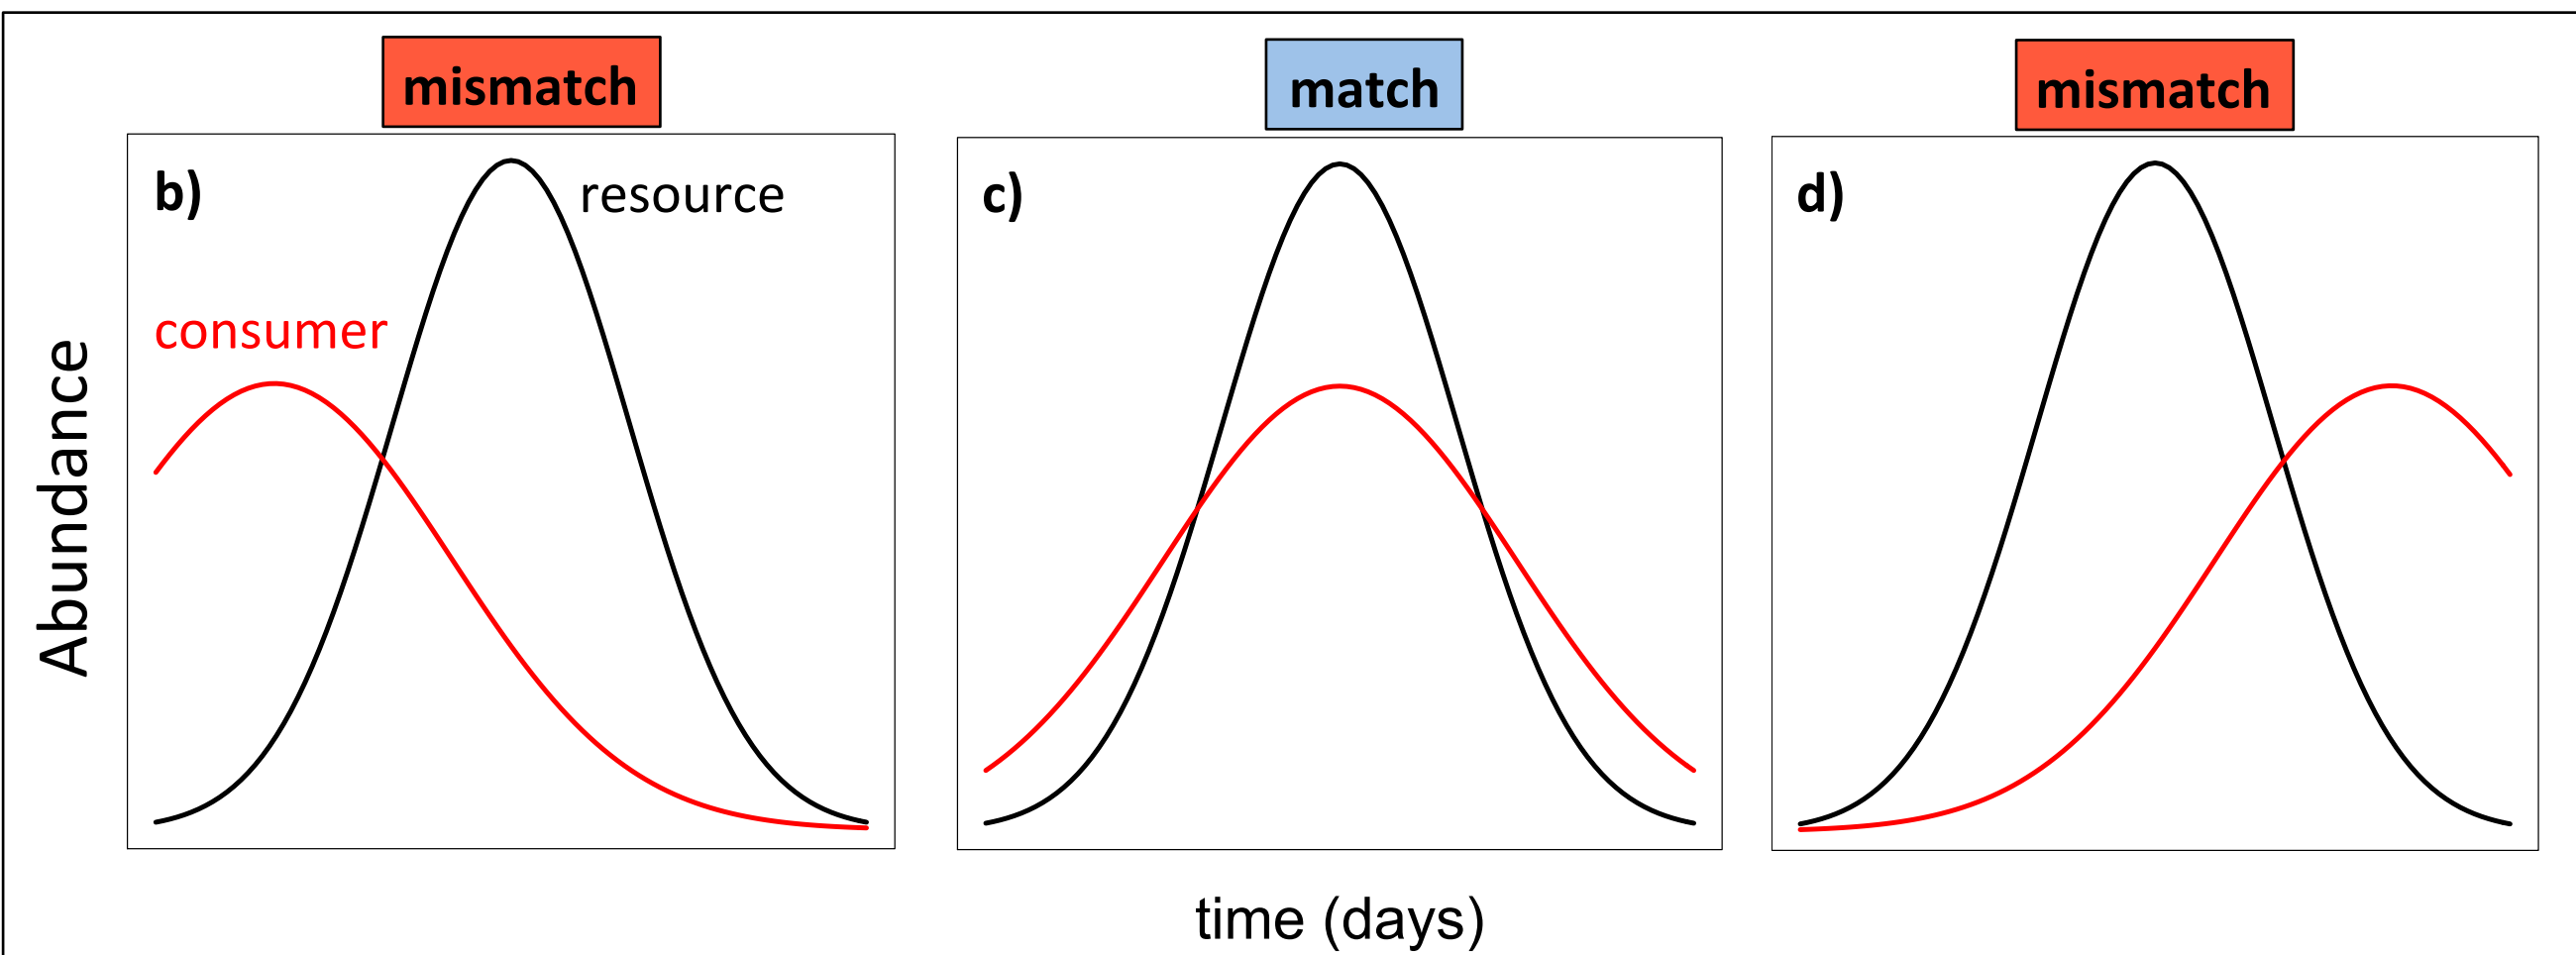 mismatch
match
mismatch
b)
resource
consumer
c)
d)
Abundance
time (days)